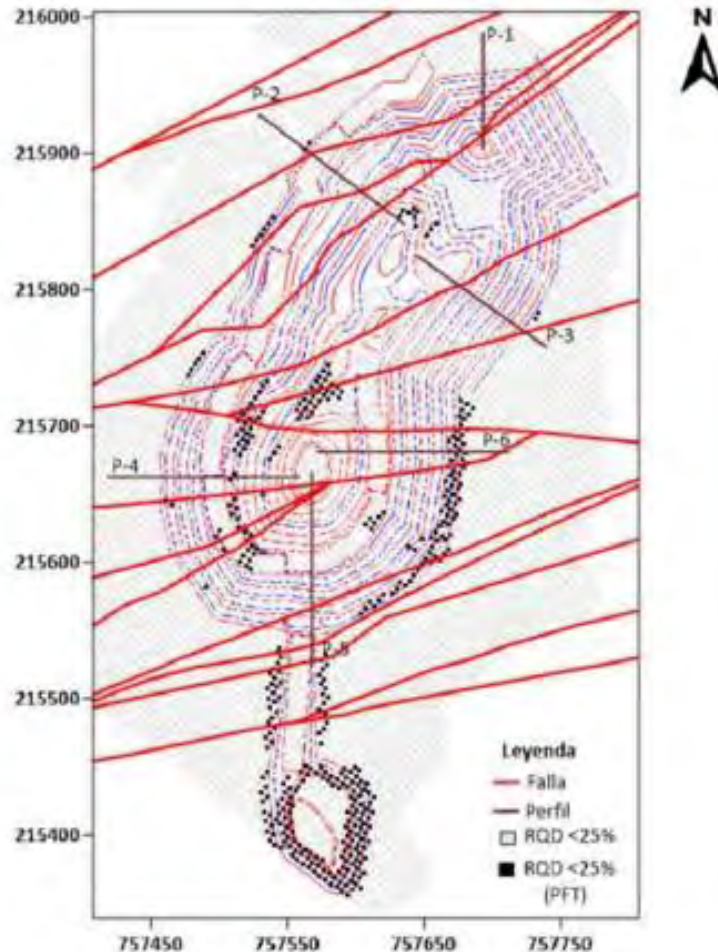 N
216000
P-1
P-2
215900
215800
P-3
215700
P-6
P-4
215600
P-5
215500
Leyenda
Falla
Perfil
RQD <25%
215400
RQD <25%
(PFT)
757450
757550
757650
757750